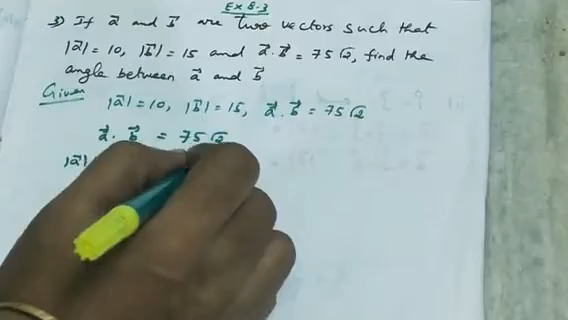 Ex 8.3
3) If a⃗ and b⃗ are two vectors such that
|a⃗| = 10, |b⃗| = 15 and a⃗.b⃗ = 75√2, find the
angle between a⃗ and b⃗
Given
|a⃗| = 10, |b⃗| = 15, a⃗.b⃗ = 75√2
a⃗.b⃗ = 75√2
|a⃗|